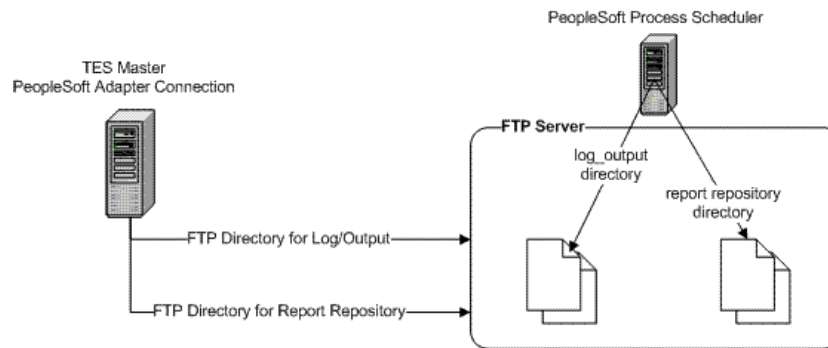 PeopleSoft Process Scheduler
TES Master
PeopleSoft Adapter Connection
FTP Server
log_output
directory
report repository
directory
FTP Directory for Log/Output
FTP Directory for Report Repository